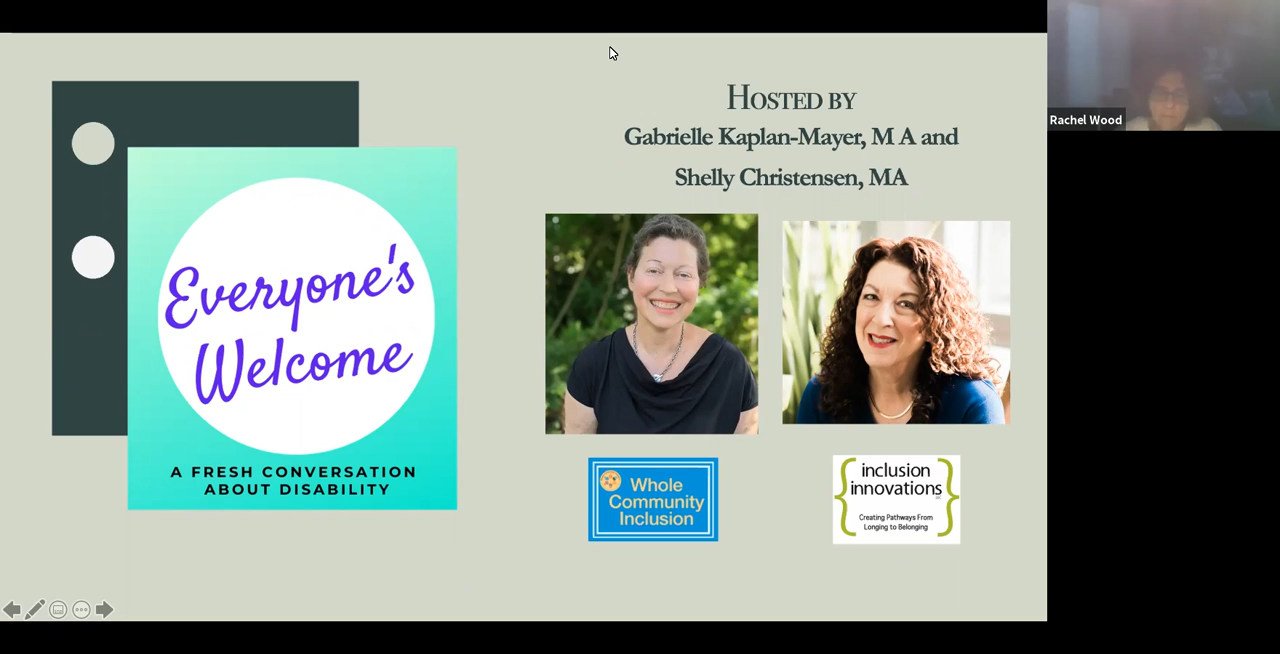 Everyone's
Welcome
A FRESH CONVERSATION
ABOUT DISABILITY
HOSTED BY
Gabrielle Kaplan-Mayer, M A and
Shelly Christensen, MA
Whole
Community
Inclusion
inclusion
innovations
Creating Pathways From
Longing to Belonging
Rachel Wood